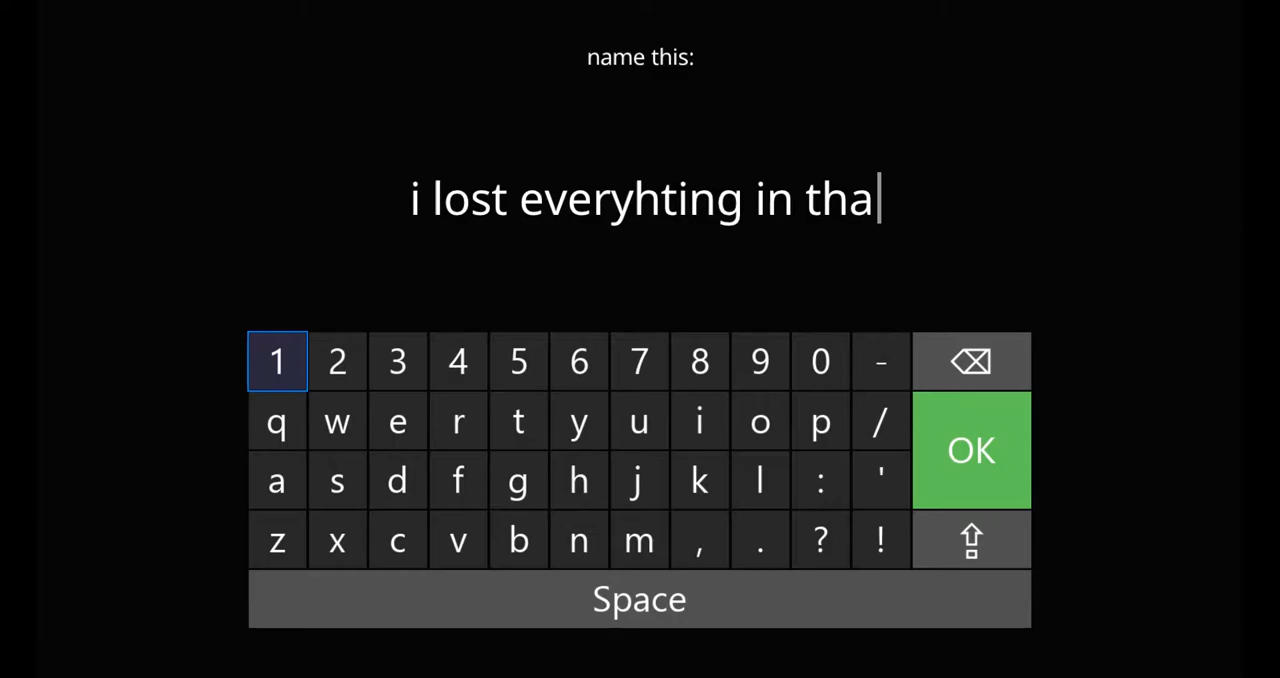 name this:
i lost everyhting in tha
1 2 3 4 5 6 7 8 9 0 -
q w e r t y u i o p /
OK
a s d f g h j k l : '
z x c v b n m , . ? !
Space